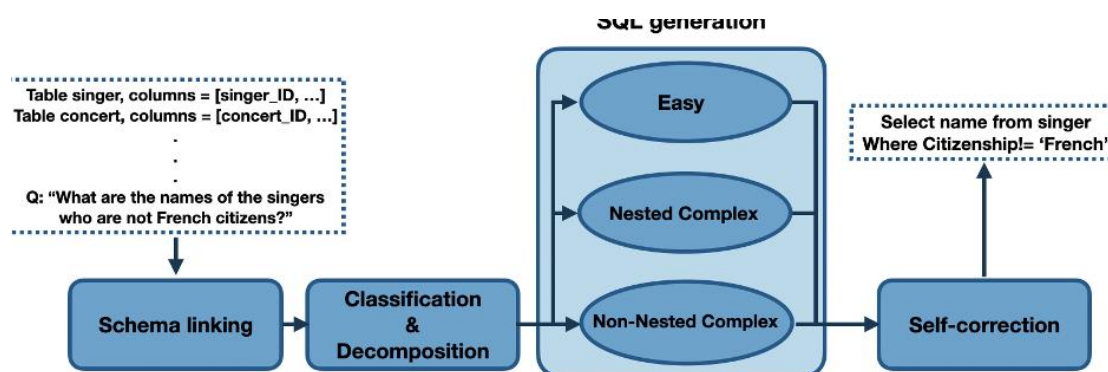 SQL generation
Table singer, columns = [singer_ID, ...]
Table concert, columns = [concert_ID, ...]
.
.
.
Q: “What are the names of the singers
who are not French citizens?”
Easy
Nested Complex
Non-Nested Complex
Select name from singer
Where Citizenship!= ‘French’
Schema linking
Classification
&
Decomposition
Self-correction